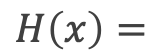 H(x) =